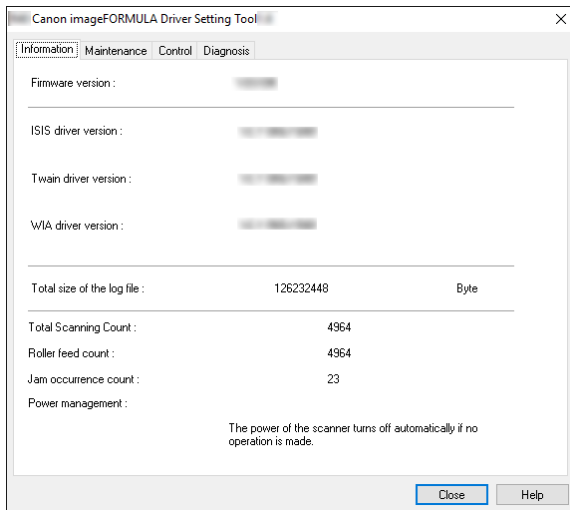 Canon imageFORMULA Driver Setting Tool
Information Maintenance Control Diagnosis
Firmware version :
ISIS driver version :
Twain driver version :
WIA driver version :
Total size of the log file : 126232448 Byte
Total Scanning Count : 4964
Roller feed count : 4964
Jam occurrence count : 23
Power management :
The power of the scanner turns off automatically if no
operation is made.
Close Help